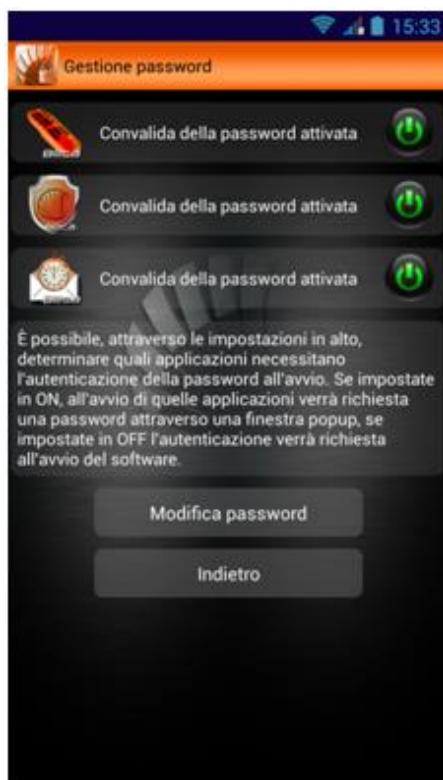 15:33
Gestione password
Convalida della password attivata
Convalida della password attivata
Convalida della password attivata
È possibile, attraverso le impostazioni in alto,
determinare quali applicazioni necessitano
l'autenticazione della password all'avvio. Se impostate
in ON, all'avvio di quelle applicazioni verrà richiesta
una password attraverso una finestra popup, se
impostate in OFF l'autenticazione verrà richiesta
all'avvio del software.
Modifica password
Indietro